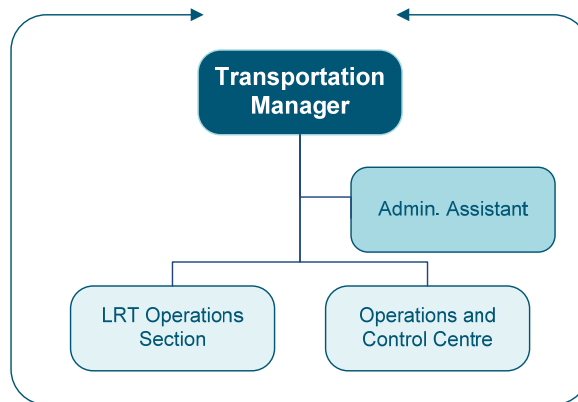 Transportation
Manager
Admin. Assistant
LRT Operations
Section
Operations and
Control Centre